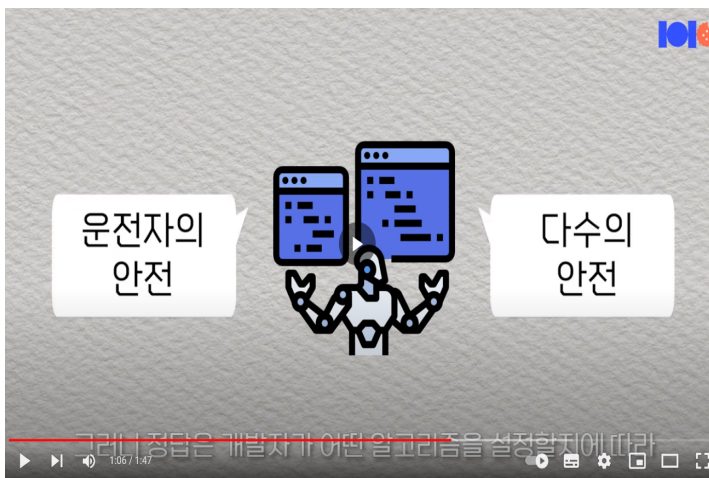 운전자의
안전
다수의
안전
그러니 정답은 개발자가 어떤 알고리즘을 설정할지에 따라
1:06 / 1:47